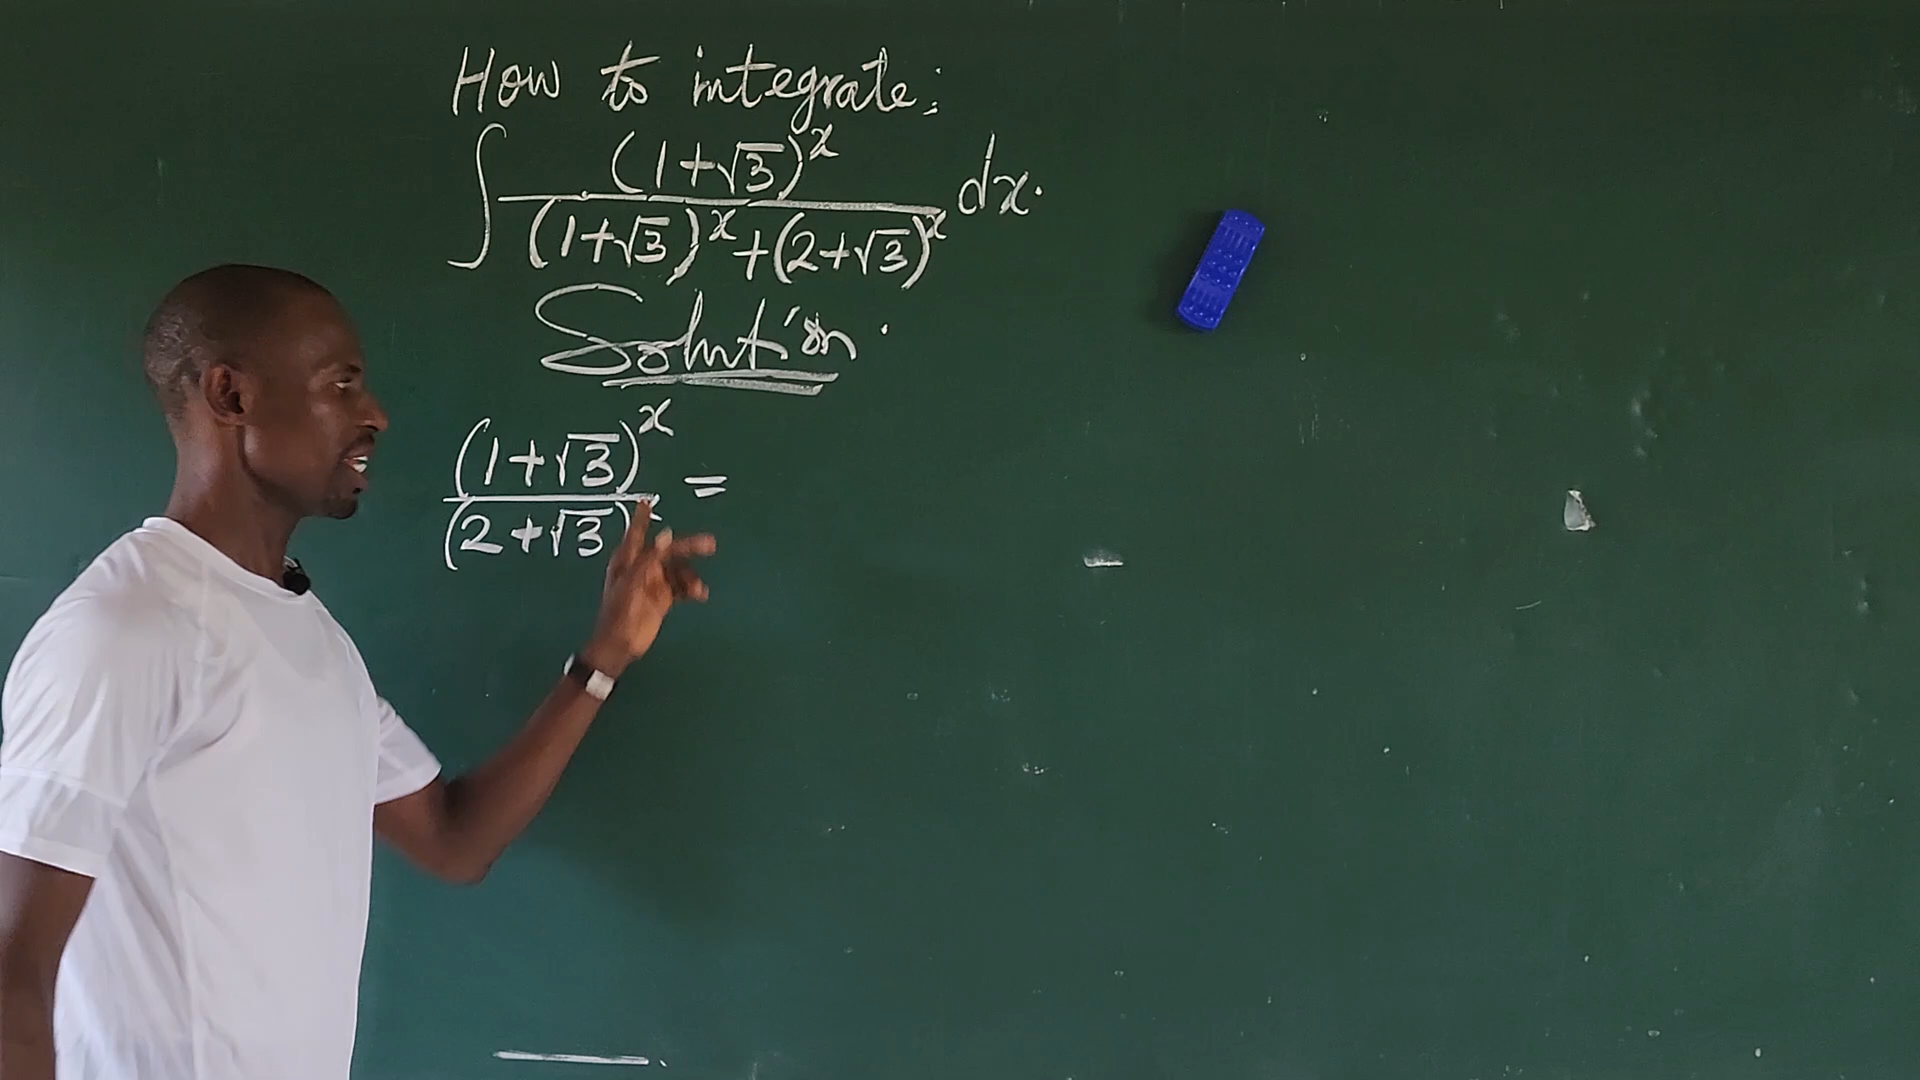 How to integrate:
∫ (1+√3)^x / ((1+√3)^x + (2+√3)^x) dx.
Solution.
(1+√3)^x / (2+√3)^x =